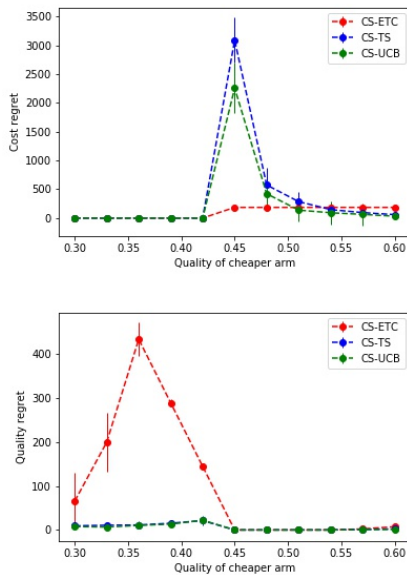 3500
3000
2500
2000
1500
1000
500
0
Cost regret
CS-ETC
CS-TS
CS-UCB
0.30 0.35 0.40 0.45 0.50 0.55 0.60
Quality of cheaper arm
400
300
200
100
0
Quality regret
CS-ETC
CS-TS
CS-UCB
0.30 0.35 0.40 0.45 0.50 0.55 0.60
Quality of cheaper arm